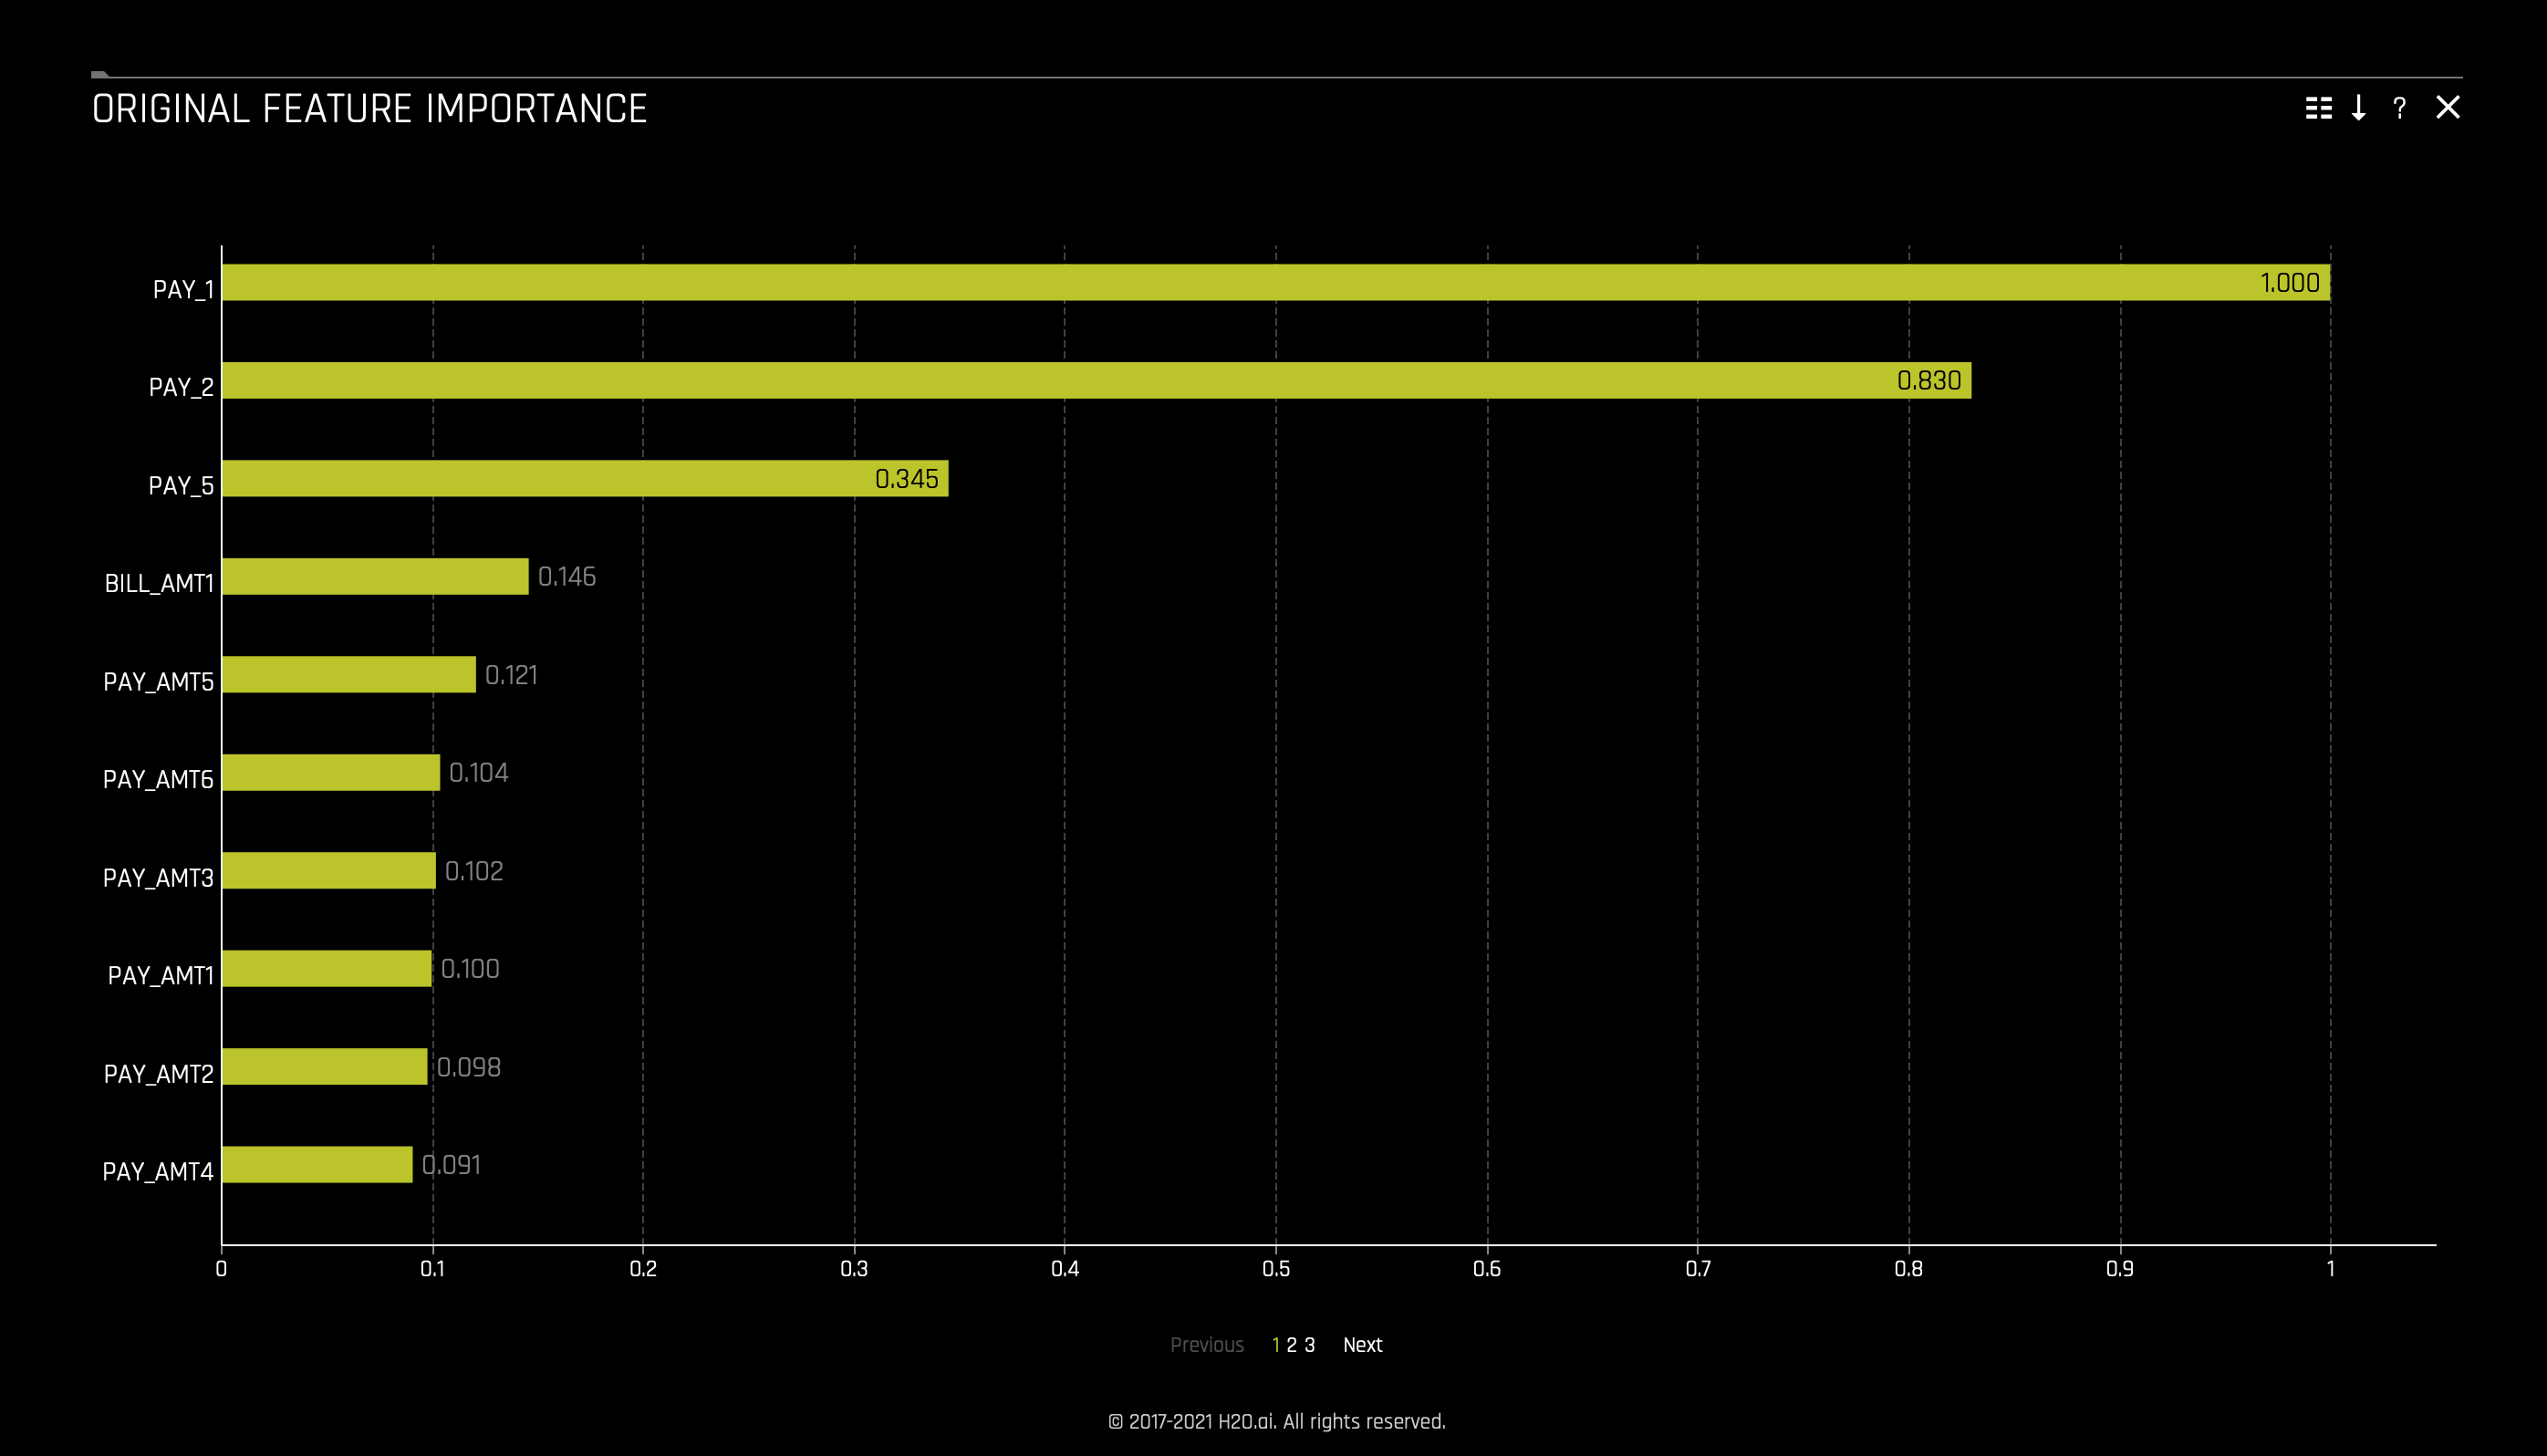 ORIGINAL FEATURE IMPORTANCE
?
PAY_1 1.000
PAY_2 0.830
PAY_5 0.345
BILL_AMT1 0.146
PAY_AMT5 0.121
PAY_AMT6 0.104
PAY_AMT3 0.102
PAY_AMT1 0.100
PAY_AMT2 0.098
PAY_AMT4 0.091
0 0.1 0.2 0.3 0.4 0.5 0.6 0.7 0.8 0.9 1
Previous 1 2 3 Next
© 2017-2021 H2O.ai. All rights reserved.